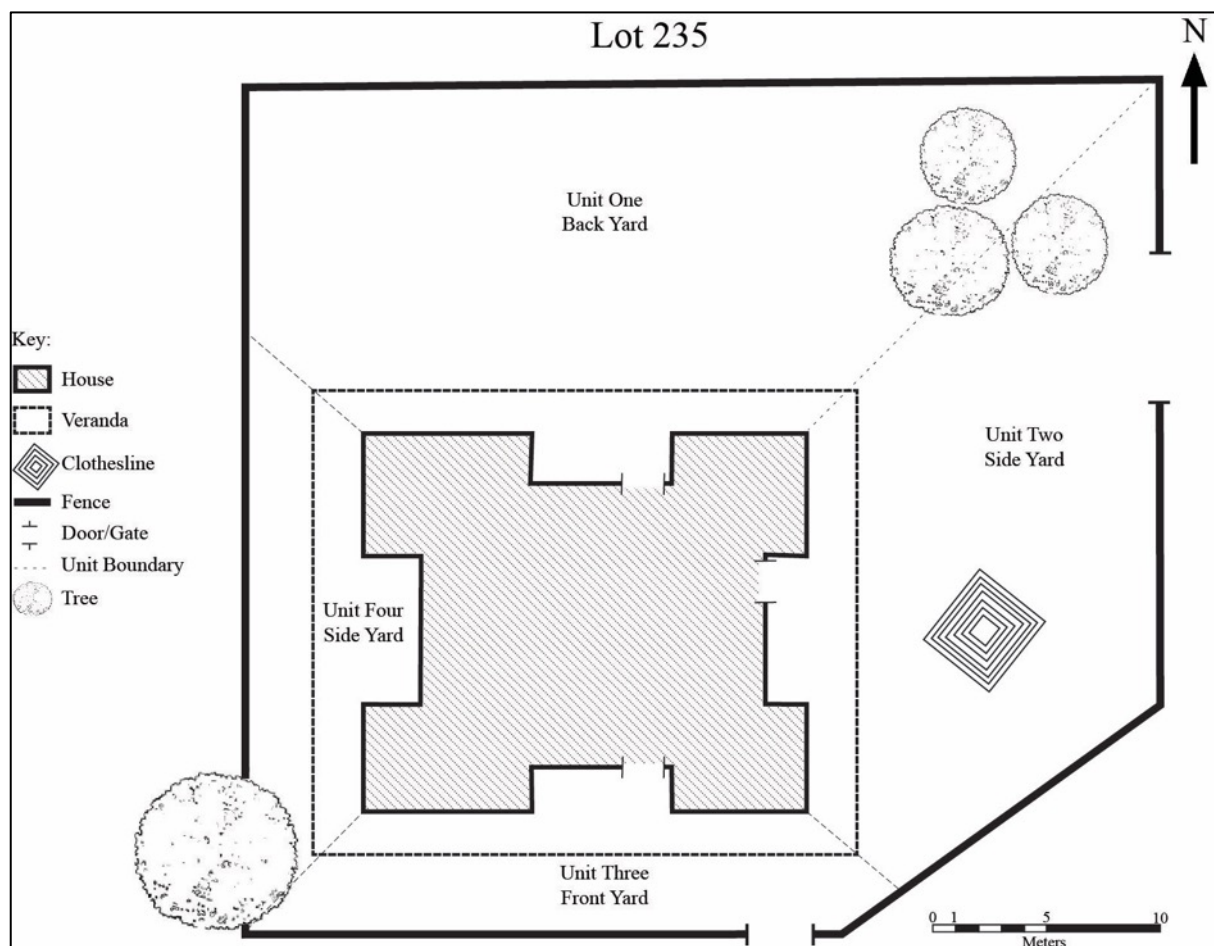 Lot 235
N
Unit One
Back Yard
Key:
House
Veranda
Clothesline
Fence
Door/Gate
Unit Boundary
Tree
Unit Two
Side Yard
Unit Four
Side Yard
Unit Three
Front Yard
0 1 5 10
Meters